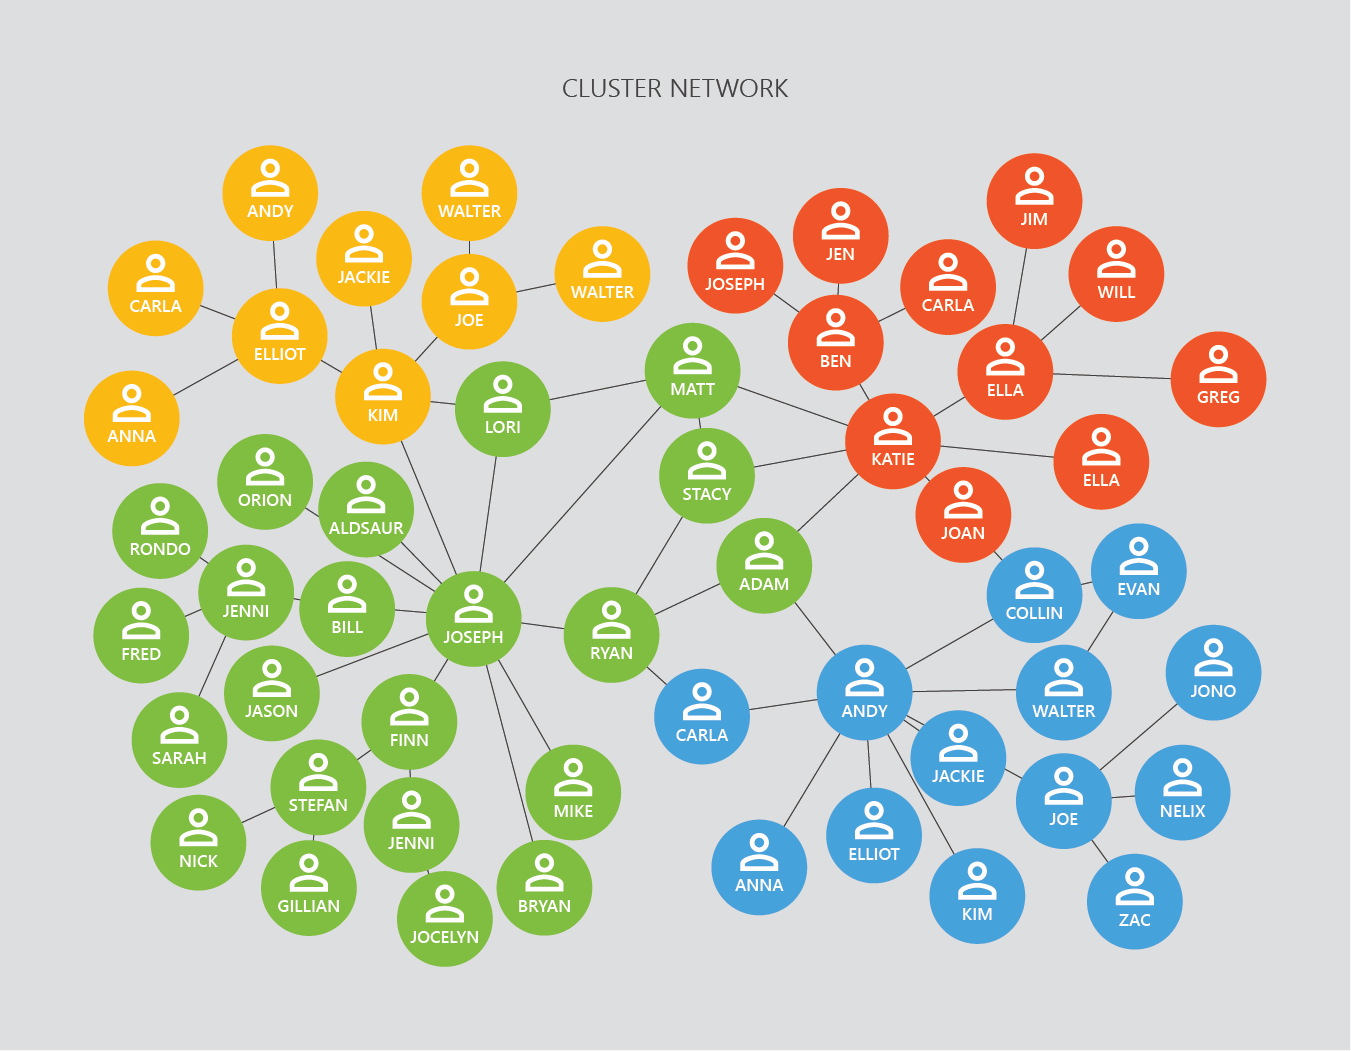 CLUSTER NETWORK
ANDY
WALTER
JIM
JACKIE
JEN
JOSEPH
WILL
CARLA
WALTER
CARLA
JOE
ELLIOT
BEN
ELLA
MATT
GREG
KIM
LORI
ANNA
KATIE
ELLA
STACY
ORION
ALDSAUR
JOAN
RONDO
ADAM
EVAN
JENNI
COLLIN
BILL
JOSEPH
FRED
RYAN
JONO
JASON
ANDY
WALTER
CARLA
FINN
SARAH
JACKIE
STEFAN
MIKE
NELIX
JOE
JENNI
ELLIOT
NICK
ANNA
GILLIAN
BRYAN
KIM
ZAC
JOCELYN